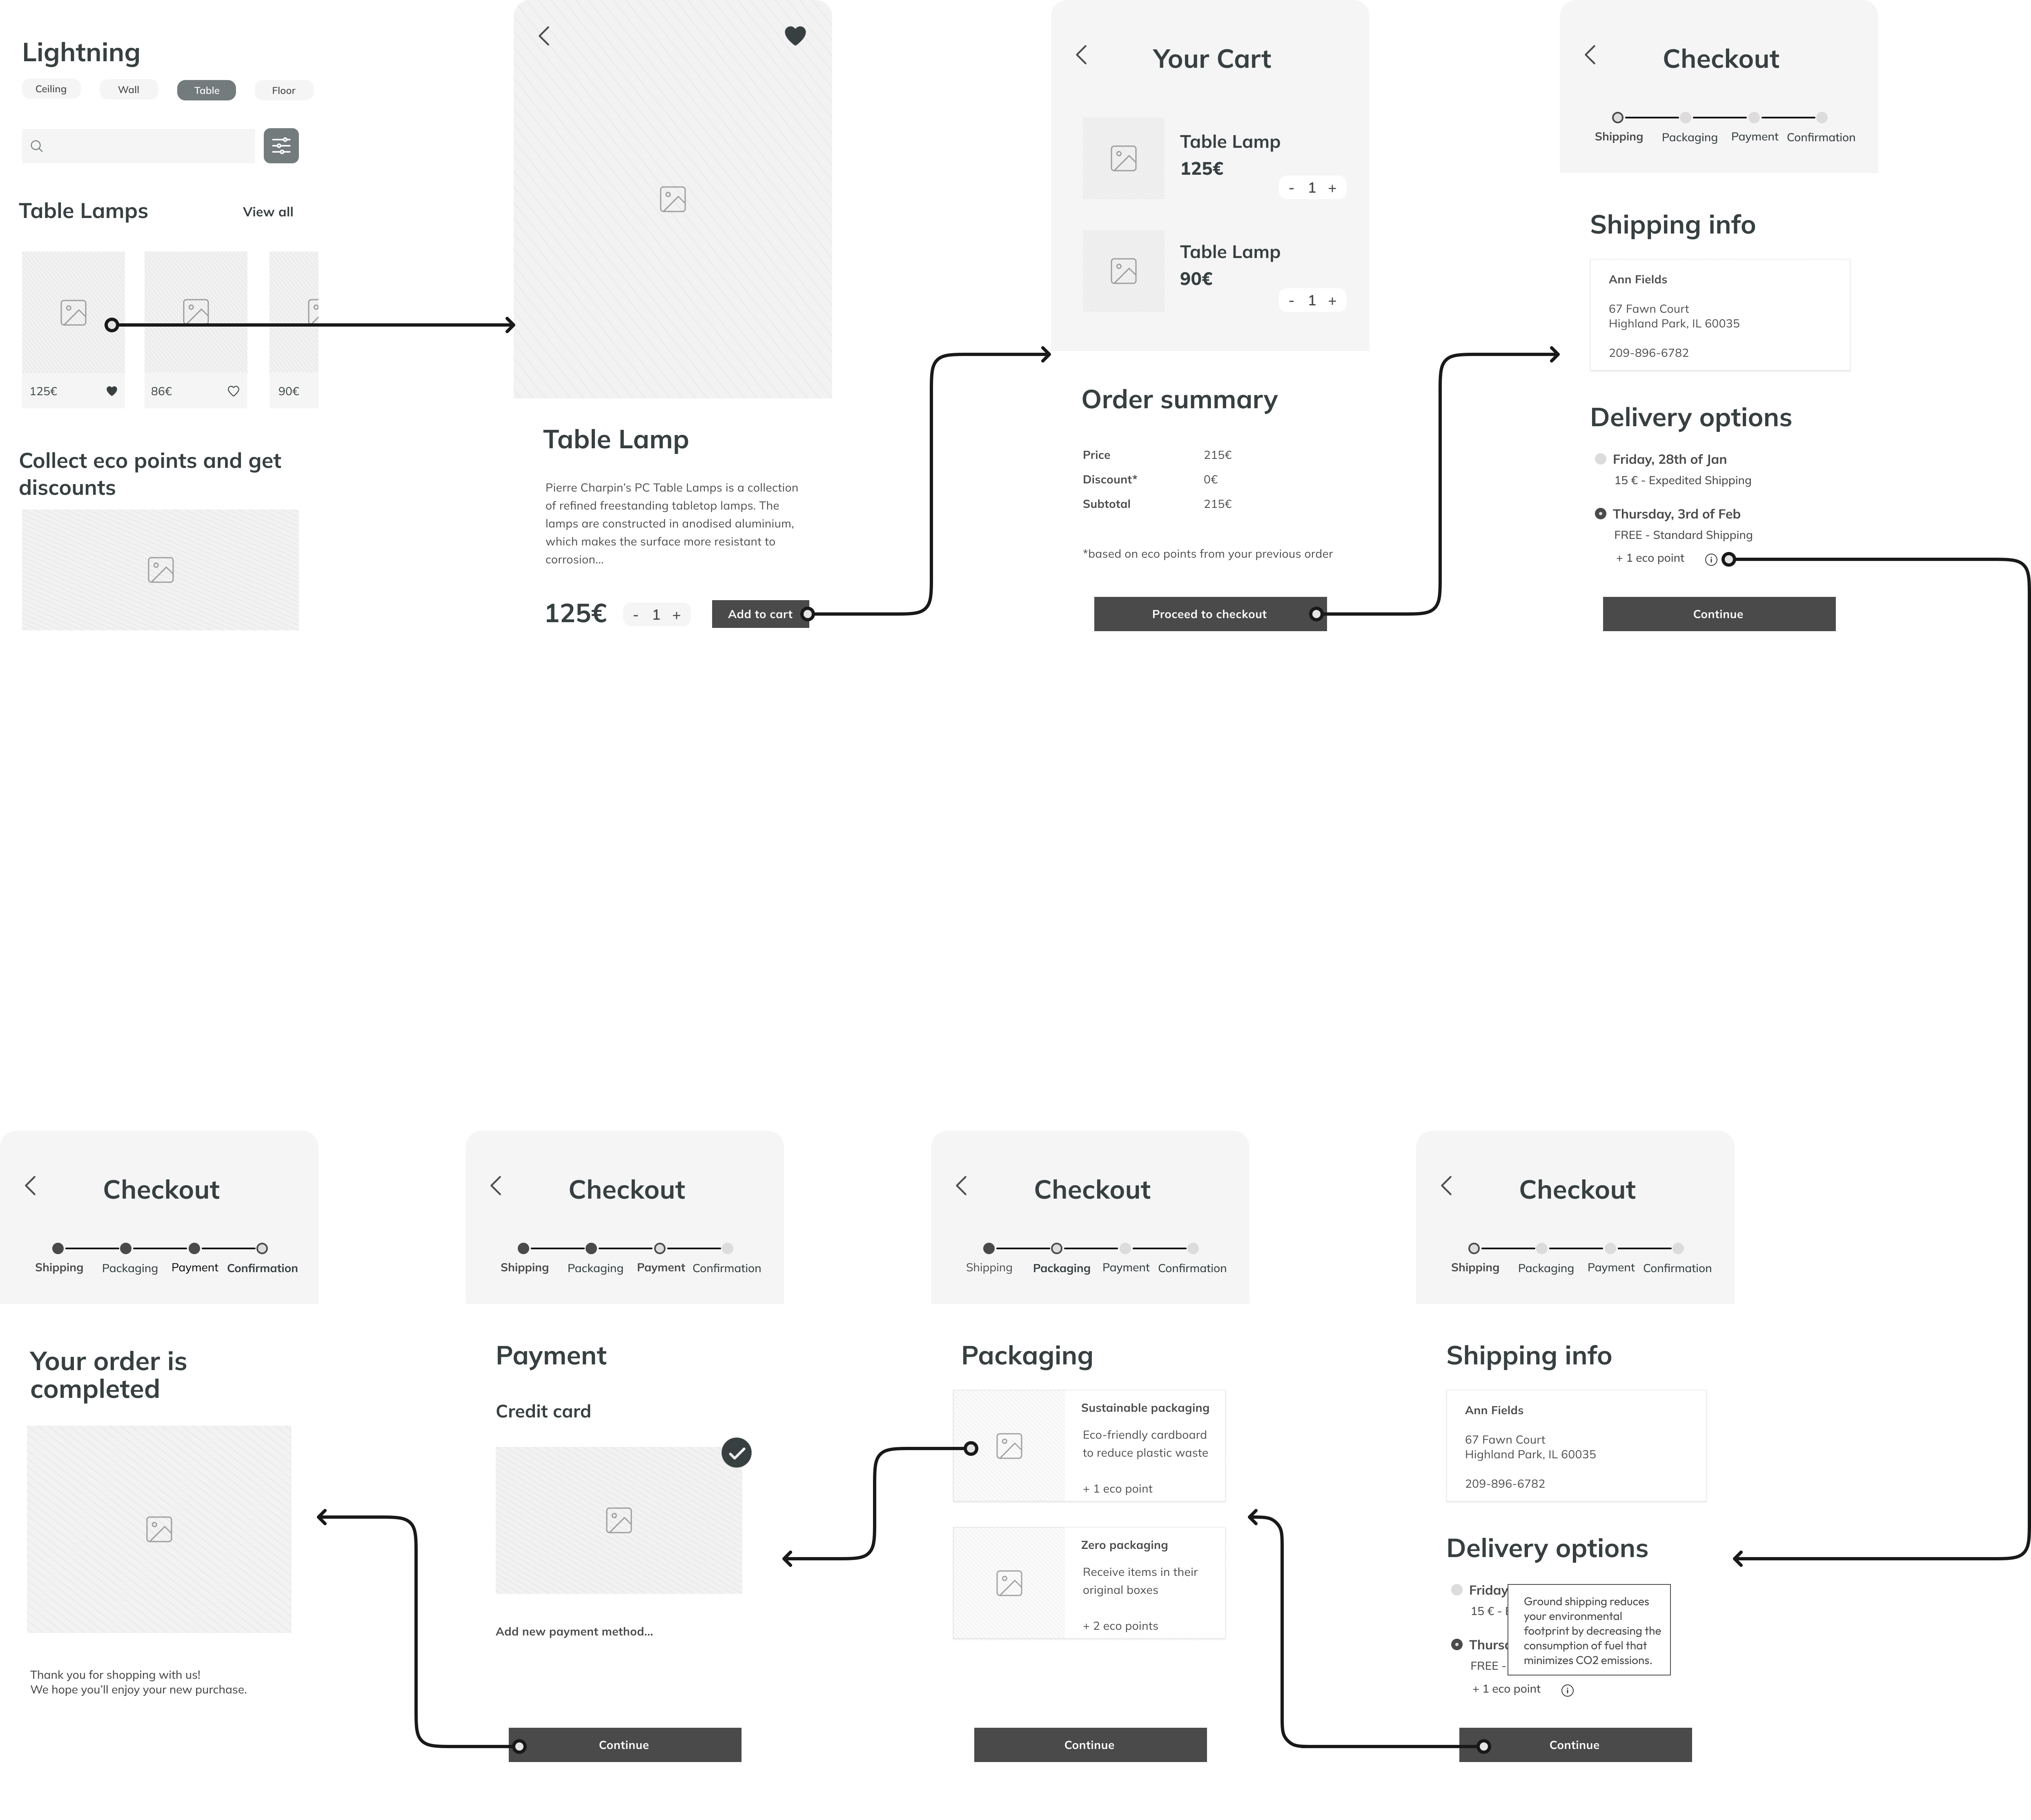 Lightning
Ceiling
Wall
Table
Floor
Table Lamps
View all
125€
86€
90€
Collect eco points and get
discounts
Table Lamp
Pierre Charpin's PC Table Lamps is a collection
of refined freestanding tabletop lamps. The
lamps are constructed in anodised aluminium,
which makes the surface more resistant to
corrosion...
125€
- 1 +
Add to cart
Your Cart
Table Lamp
125€
- 1 +
Table Lamp
90€
- 1 +
Order summary
Price 215€
Discount* 0€
Subtotal 215€
*based on eco points from your previous order
Proceed to checkout
Checkout
Shipping
Packaging
Payment
Confirmation
Shipping info
Ann Fields
67 Fawn Court
Highland Park, IL 60035
209-896-6782
Delivery options
Friday, 28th of Jan
15 € - Expedited Shipping
Thursday, 3rd of Feb
FREE - Standard Shipping
+ 1 eco point
Continue
Checkout
Shipping
Packaging
Payment
Confirmation
Your order is
completed
Thank you for shopping with us!
We hope you'll enjoy your new purchase.
Checkout
Shipping
Packaging
Payment
Confirmation
Payment
Credit card
Add new payment method...
Continue
Checkout
Shipping
Packaging
Payment
Confirmation
Packaging
Sustainable packaging
Eco-friendly cardboard
to reduce plastic waste
+ 1 eco point
Zero packaging
Receive items in their
original boxes
+ 2 eco points
Continue
Checkout
Shipping
Packaging
Payment
Confirmation
Shipping info
Ann Fields
67 Fawn Court
Highland Park, IL 60035
209-896-6782
Delivery options
Friday
15 € -
FREE -
Ground shipping reduces
your environmental
footprint by decreasing the
consumption of fuel that
minimizes CO2 emissions.
+ 1 eco point
Continue